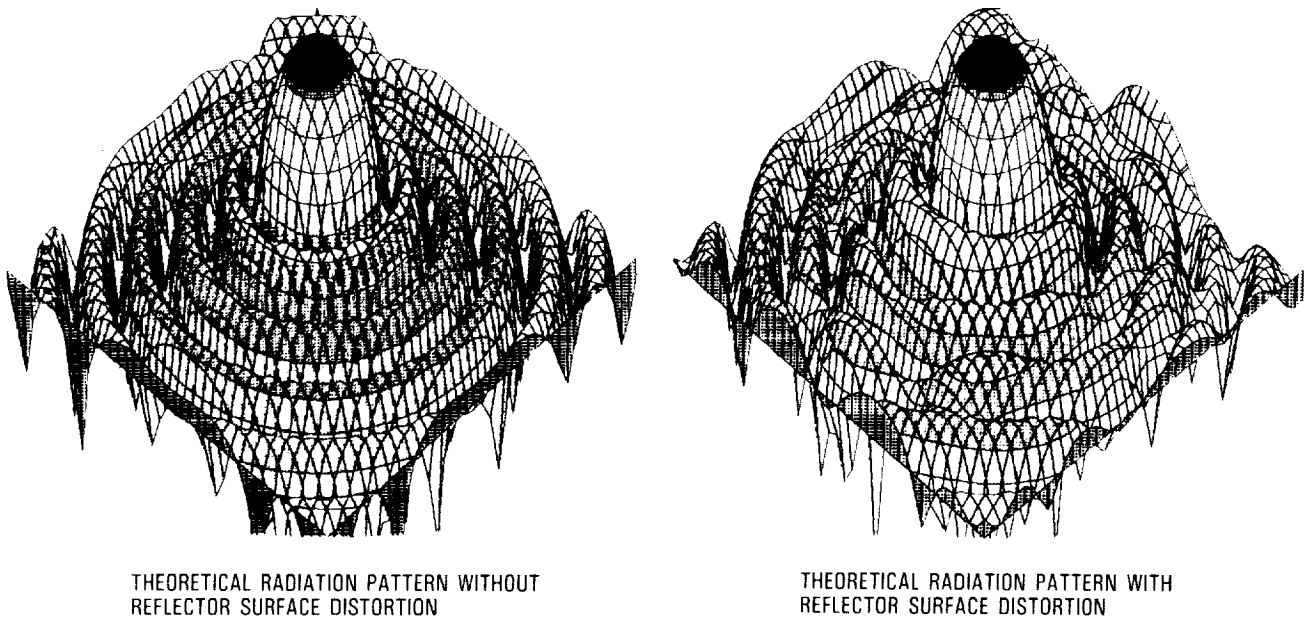 THEORETICAL RADIATION PATTERN WITHOUT
REFLECTOR SURFACE DISTORTION
THEORETICAL RADIATION PATTERN WITH
REFLECTOR SURFACE DISTORTION